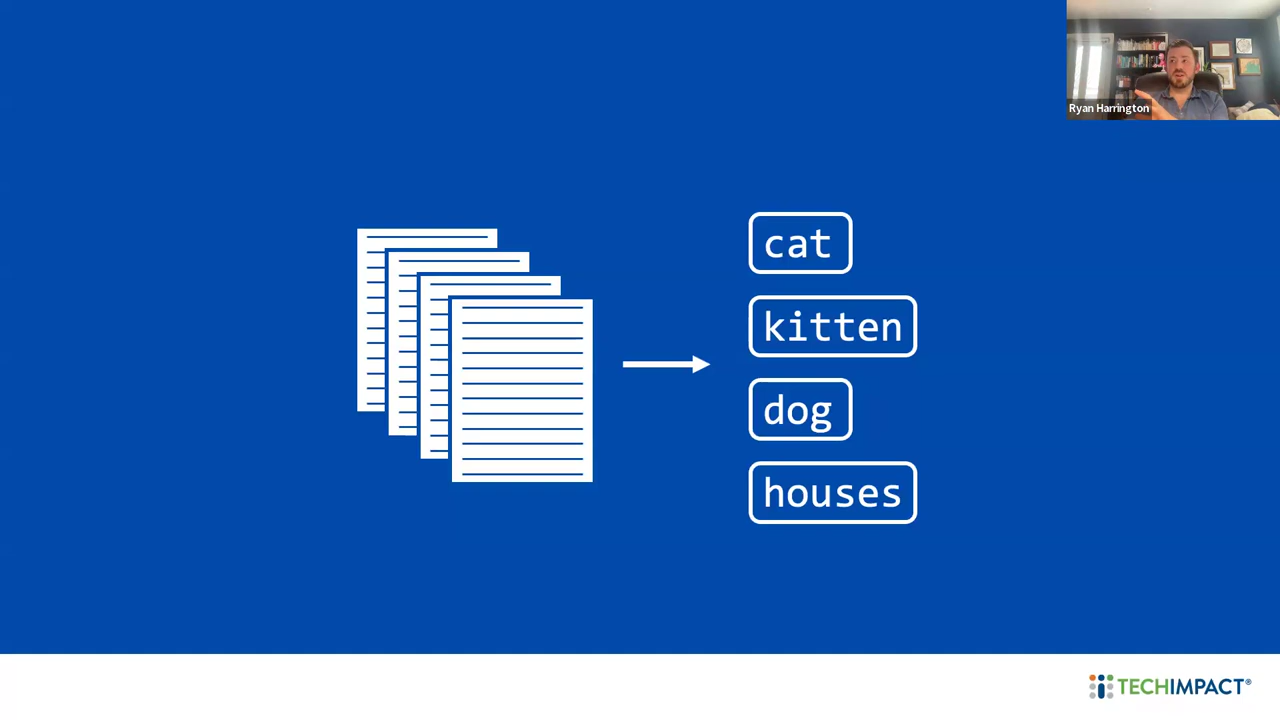 Ryan Harrington
cat
kitten
dog
houses
TECHIMPACT®